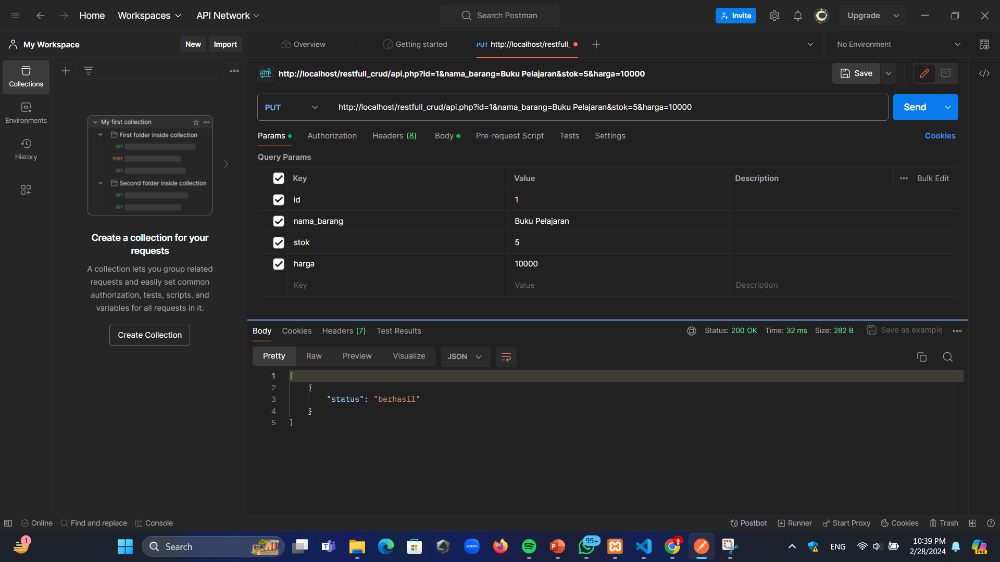 Home Workspaces API Network Search Postman Invite Upgrade
My Workspace New Import Overview Getting started PUT http://localhost/restfull_ No Environment
http://localhost/restfull_crud/api.php?id=1&nama_barang=Buku Pelajaran&stok=5&harga=10000 Save
PUT http://localhost/restfull_crud/api.php?id=1&nama_barang=Buku Pelajaran&stok=5&harga=10000 Send
Params Authorization Headers (8) Body Pre-request Script Tests Settings Cookies
Query Params
Key Value Description Bulk Edit
id 1
nama_barang Buku Pelajaran
stok 5
harga 10000
Key Value Description
Collections
Environments
History
My first collection
First folder inside collection
GET
POST
GET
Second folder inside collection
GET
GET
Create a collection for your
requests
A collection lets you group related
requests and easily set common
authorization, tests, scripts, and
variables for all requests in it.
Create Collection
Body Cookies Headers (7) Test Results Status: 200 OK Time: 32 ms Size: 282 B Save as example
Pretty Raw Preview Visualize JSON
1 [
2 {
3 "status": "berhasil"
4 }
5 ]
Online Find and replace Console Postbot Runner Start Proxy Cookies Trash
1 Search zoom 99+ ENG 10:39 PM
2/28/2024 PRE